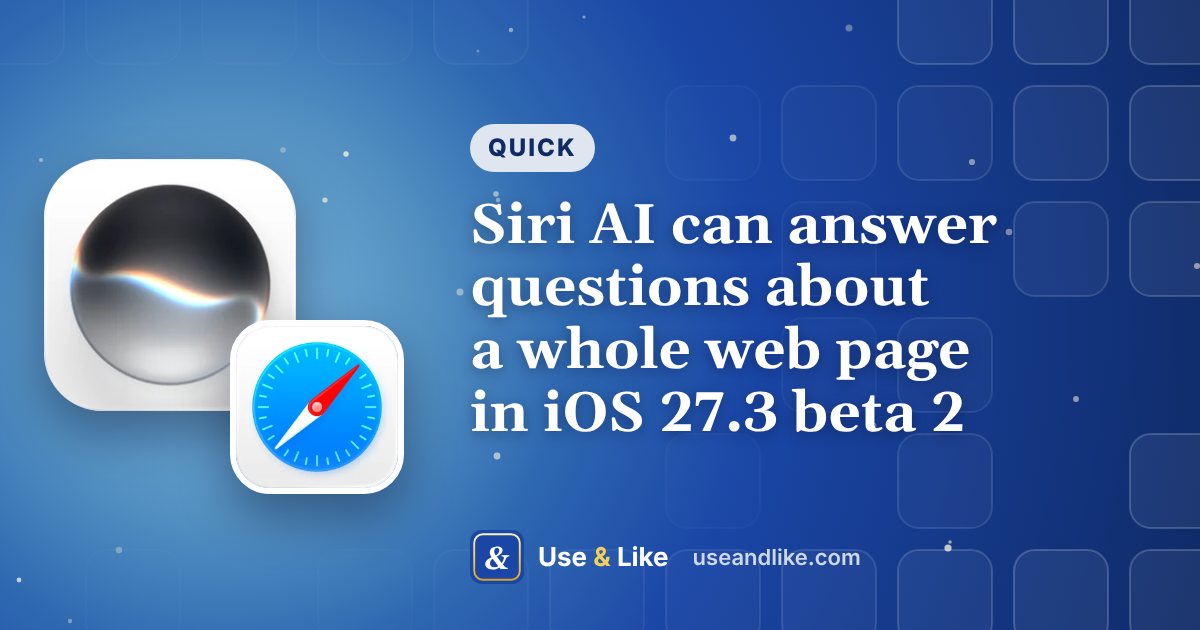 QUICK
Siri AI can answer
questions about
a whole web page
in iOS 27.3 beta 2
& Use & Like useandlike.com